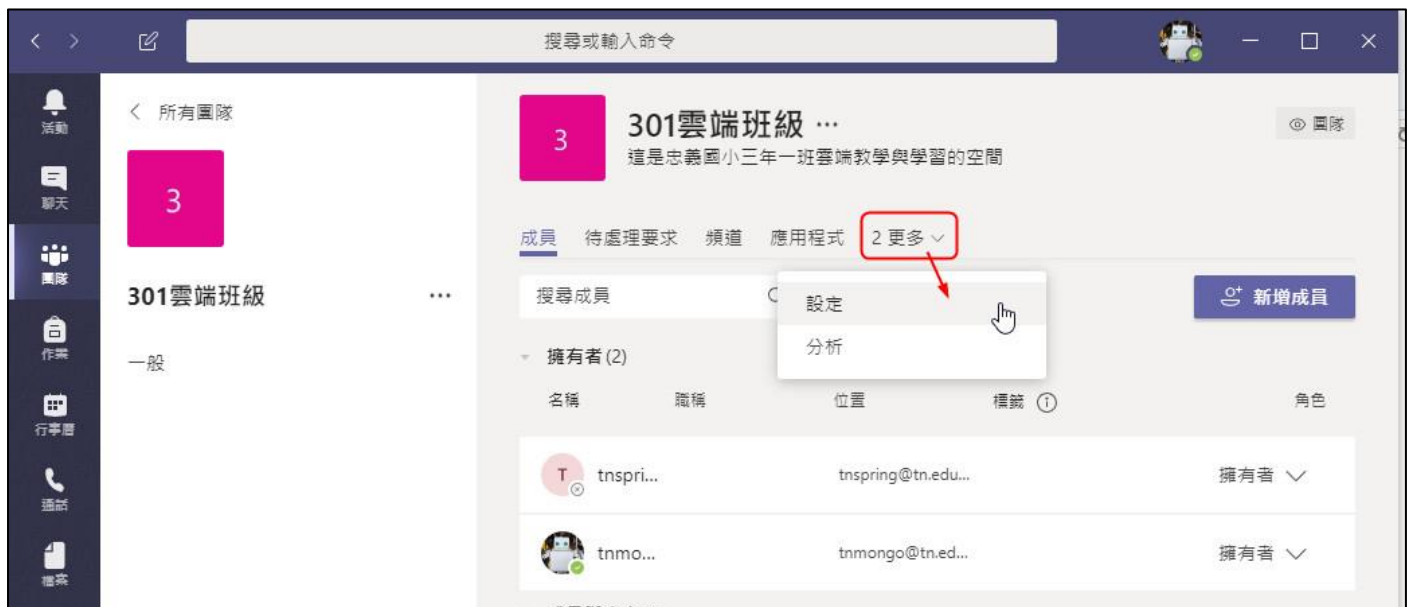 搜尋或輸入命令
活動
聊天
團隊
作業
行事曆
通話
檔案
所有團隊
3
301雲端班級 ...
一般
3
301雲端班級 ...
這是忠義國小三年一班雲端教學與學習的空間
團隊
成員 待處理要求 頻道 應用程式 2 更多
搜尋成員
設定
分析
新增成員
擁有者 (2)
名稱 職稱 位置 標籤 角色
T tnspri... tnspring@tn.edu... 擁有者
tnmo... tnmongo@tn.ed... 擁有者